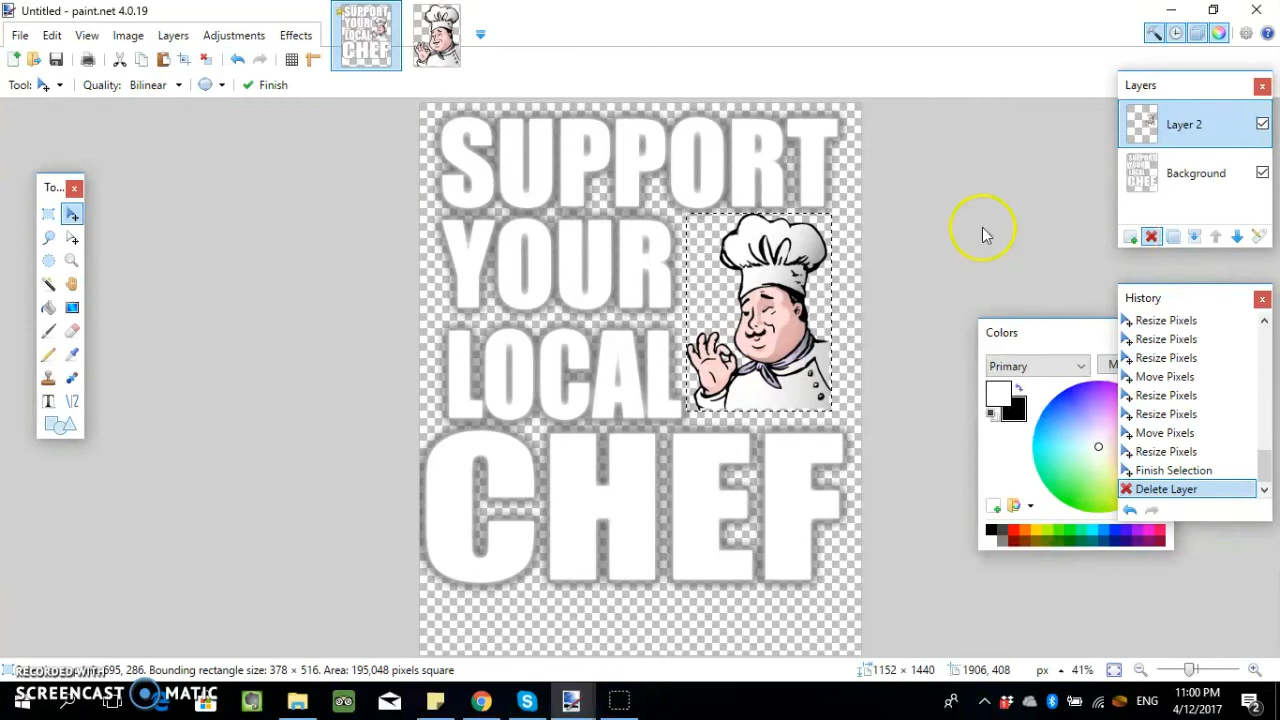 Untitled - paint.net 4.0.19
File Edit View Image Layers Adjustments Effects
Tool: Quality: Bilinear Finish
SUPPORT
YOUR
LOCAL
CHEF
To...
Layers
Layer 2
Background
History
Resize Pixels
Resize Pixels
Resize Pixels
Move Pixels
Resize Pixels
Resize Pixels
Move Pixels
Resize Pixels
Finish Selection
Delete Layer
Colors
Primary
M
695, 286. Bounding rectangle size: 378 × 516. Area: 195,048 pixels square
1152 × 1440
1906, 408
px
41%
RECORDED WITH
SCREENCAST MATIC
ENG
11:00 PM
4/12/2017
2